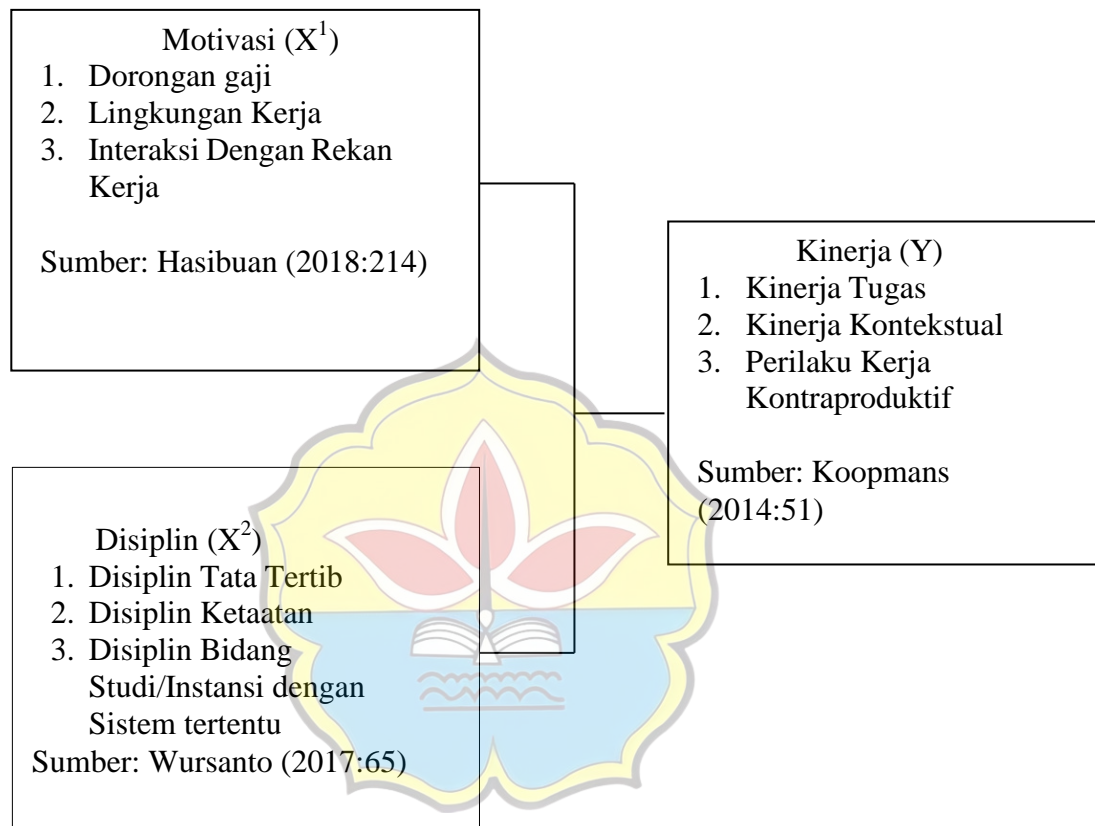 Motivasi (X¹)
1. Dorongan gaji
2. Lingkungan Kerja
3. Interaksi Dengan Rekan
Kerja
Sumber: Hasibuan (2018:214)
Kinerja (Y)
1. Kinerja Tugas
2. Kinerja Kontekstual
3. Perilaku Kerja
Kontraproduktif
Sumber: Koopmans
(2014:51)
Disiplin (X²)
1. Disiplin Tata Tertib
2. Disiplin Ketaatan
3. Disiplin Bidang
Studi/Instansi dengan
Sistem tertentu
Sumber: Wursanto (2017:65)